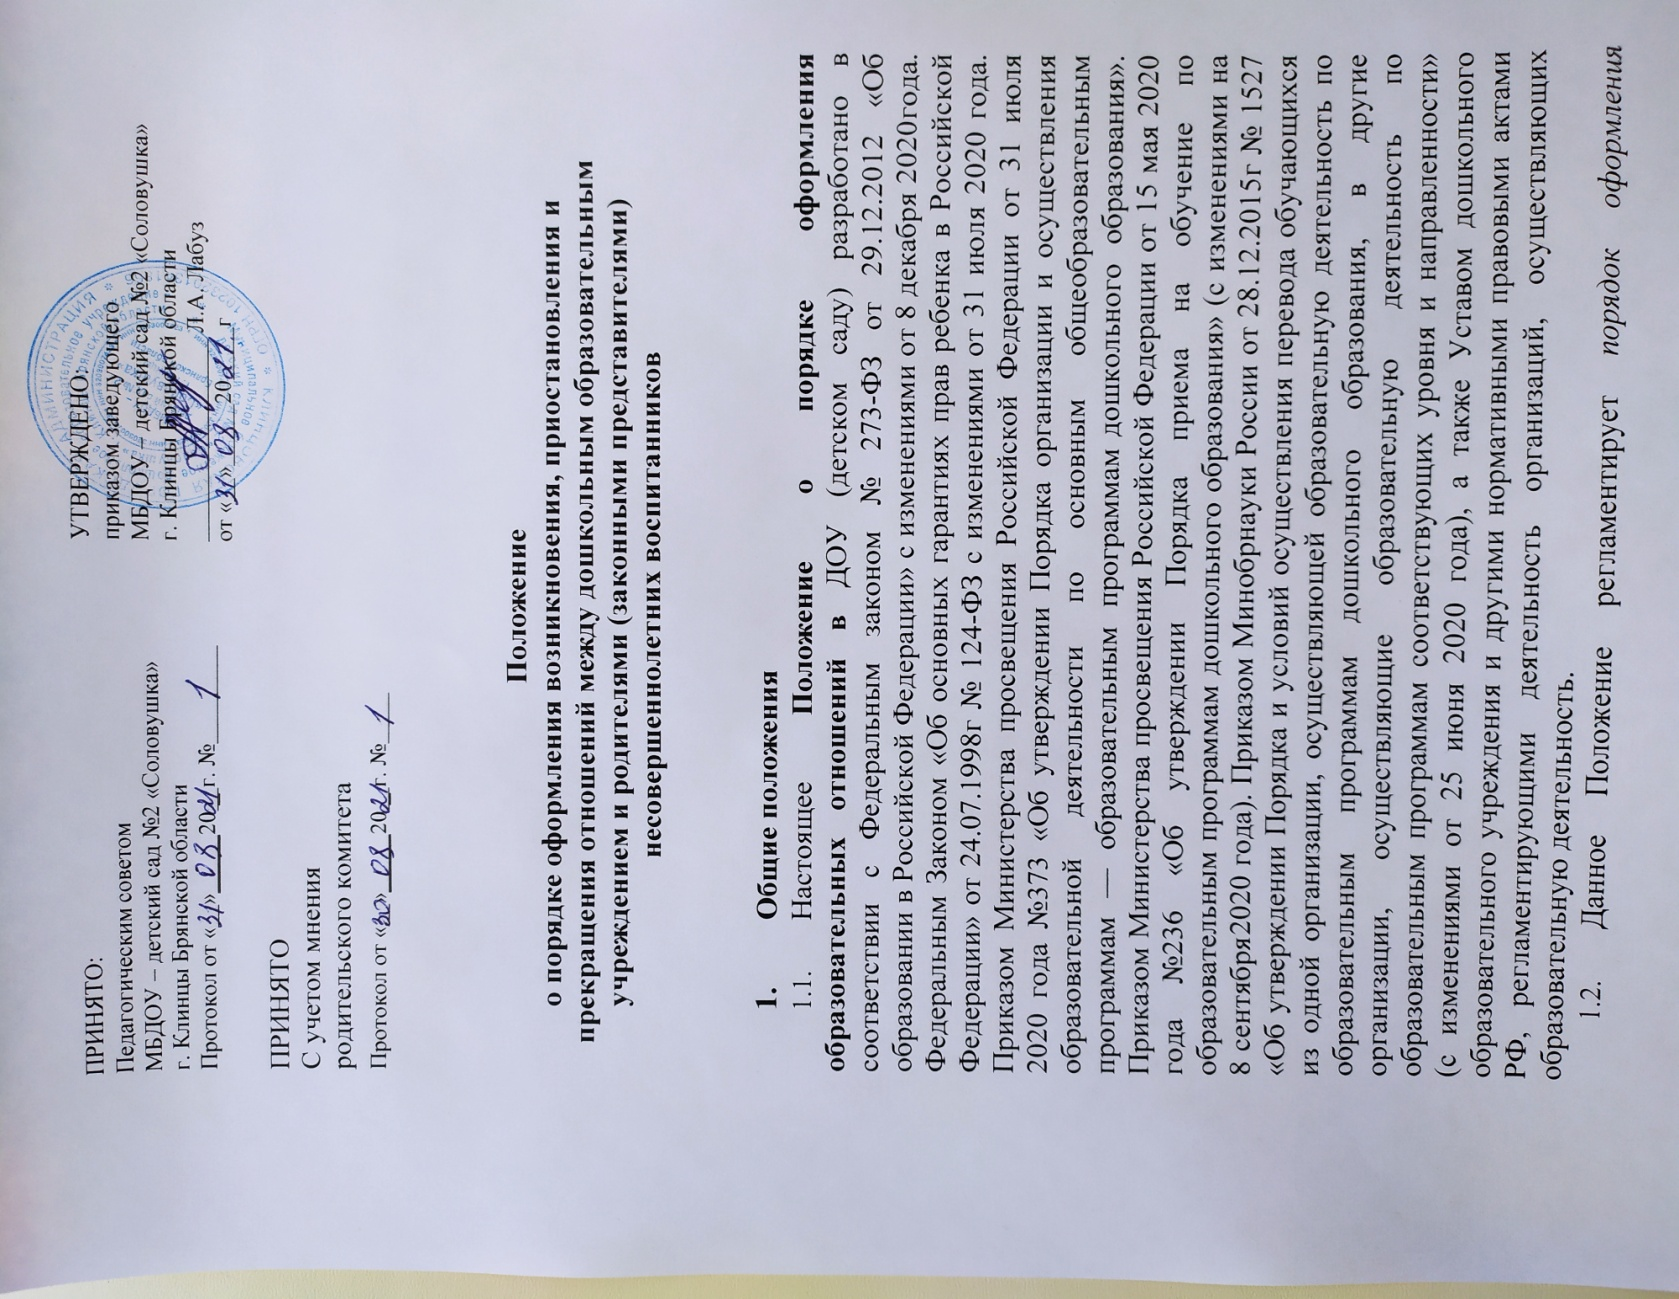 ПРИНЯТО:
Педагогическим советом
МБДОУ – детский сад №2 «Соловушка»
г. Клинцы Брянской области
Протокол от «31» 03 2021г. № 1
ПРИНЯТО
С учетом мнения
родительского комитета
Протокол от «30» 03 2021г. № 1
УТВЕРЖДЕНО:
приказом заведующего
МБДОУ – детский сад №2 «Соловушка»
г. Клинцы Брянской области
Л.А.Лабуз
от «31» 03 2021 г
АДМИНИСТРАЦИЯ
Положение
о порядке оформления возникновения, приостановления и
прекращения отношений между дошкольным образовательным
учреждением и родителями (законными представителями)
несовершеннолетних воспитанников
1. Общие положения
1.1. Настоящее Положение о порядке оформления
образовательных отношений в ДОУ (детском саду) разработано в
соответствии с Федеральным законом № 273-ФЗ от 29.12.2012 «Об
образовании в Российской Федерации» с изменениями от 8 декабря 2020года.
Федеральным Законом «Об основных гарантиях прав ребенка в Российской
Федерации» от 24.07.1998г № 124-ФЗ с изменениями от 31 июля 2020 года.
Приказом Министерства просвещения Российской Федерации от 31 июля
2020 года №373 «Об утверждении Порядка организации и осуществления
образовательной деятельности по основным общеобразовательным
программам — образовательным программам дошкольного образования».
Приказом Министерства просвещения Российской Федерации от 15 мая 2020
года №236 «Об утверждении Порядка приема на обучение по
образовательным программам дошкольного образования» (с изменениями на
8 сентября2020 года). Приказом Минобрнауки России от 28.12.2015г № 1527
«Об утверждении Порядка и условий осуществления перевода обучающихся
из одной организации, осуществляющей образовательную деятельность по
образовательным программам дошкольного образования, в другие
организации, осуществляющие образовательную деятельность по
образовательным программам соответствующих уровня и направленности»
(с изменениями от 25 июня 2020 года), а также Уставом дошкольного
образовательного учреждения и другими нормативными правовыми актами
РФ, регламентирующими деятельность организаций, осуществляющих
образовательную деятельность.
1.2. Данное Положение регламентирует порядок оформления